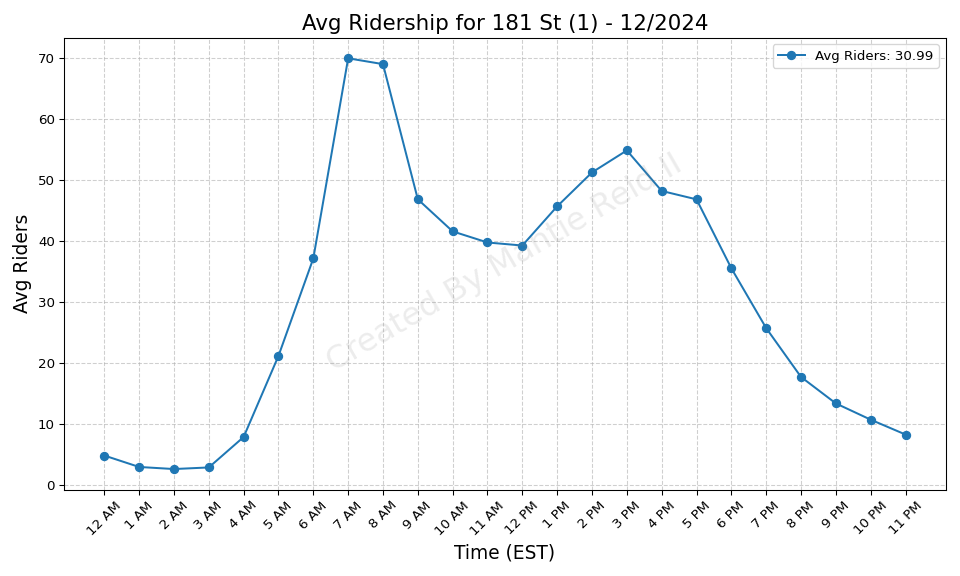 Avg Ridership for 181 St (1) - 12/2024
Avg Riders: 30.99
Avg Riders
70
60
50
40
30
20
10
0
Created By Mantie Reid II
12 AM
1 AM
2 AM
3 AM
4 AM
5 AM
6 AM
7 AM
8 AM
9 AM
10 AM
11 AM
12 PM
1 PM
2 PM
3 PM
4 PM
5 PM
6 PM
7 PM
8 PM
9 PM
10 PM
11 PM
Time (EST)